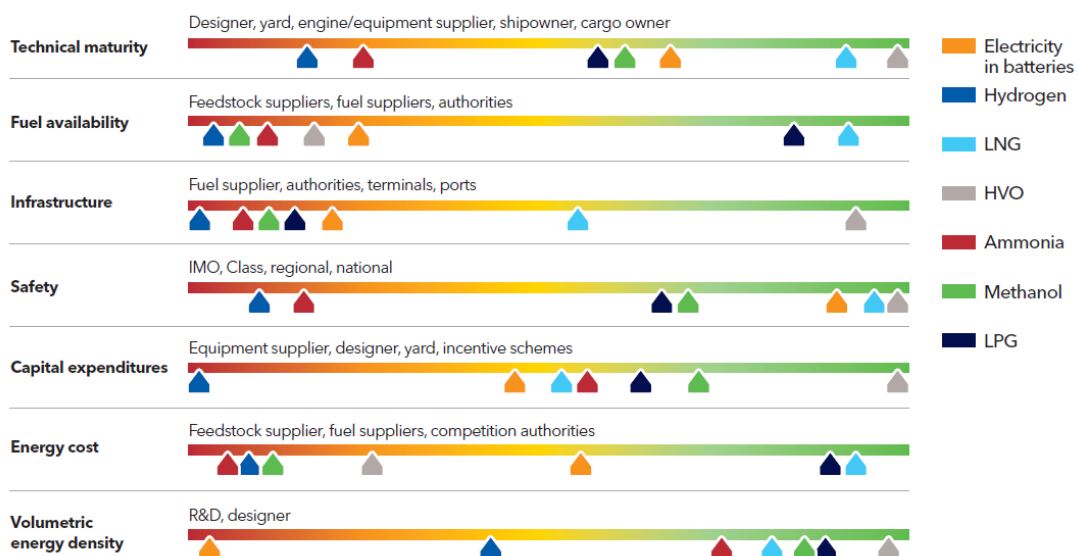 Designer, yard, engine/equipment supplier, shipowner, cargo owner
Technical maturity
Feedstock suppliers, fuel suppliers, authorities
Fuel availability
Fuel supplier, authorities, terminals, ports
Infrastructure
IMO, Class, regional, national
Safety
Equipment supplier, designer, yard, incentive schemes
Capital expenditures
Feedstock supplier, fuel suppliers, competition authorities
Energy cost
R&D, designer
Volumetric
energy density
Electricity
in batteries
Hydrogen
LNG
HVO
Ammonia
Methanol
LPG